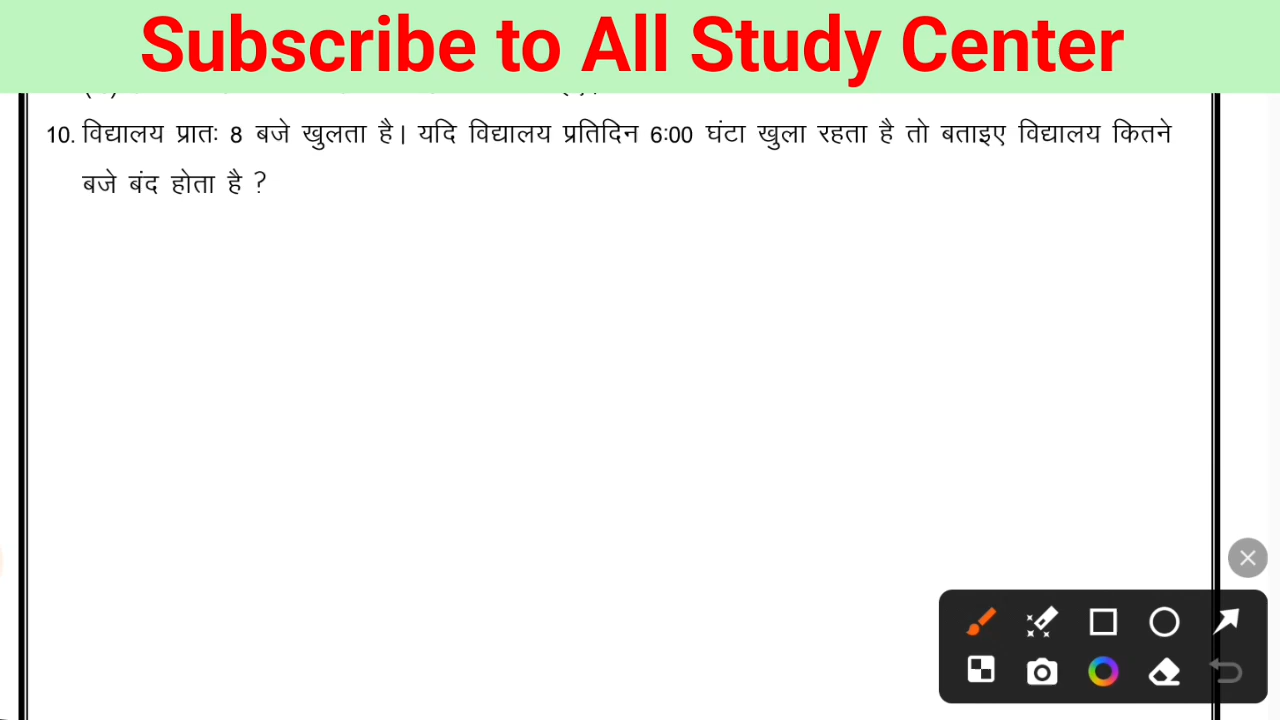 Subscribe to All Study Center
10. विद्यालय प्रातः 8 बजे खुलता है। यदि विद्यालय प्रतिदिन 6:00 घंटा खुला रहता है तो बताइए विद्यालय कितने
बजे बंद होता है ?